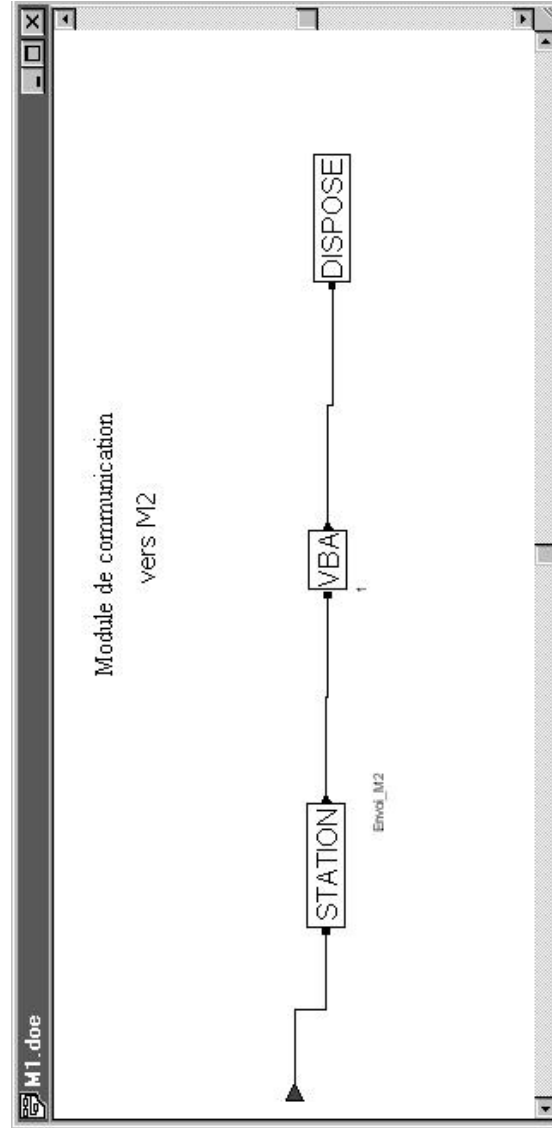 M1.doe
Module de communication
vers M2
STATION
Envoi_M2
VBA
1
DISPOSE